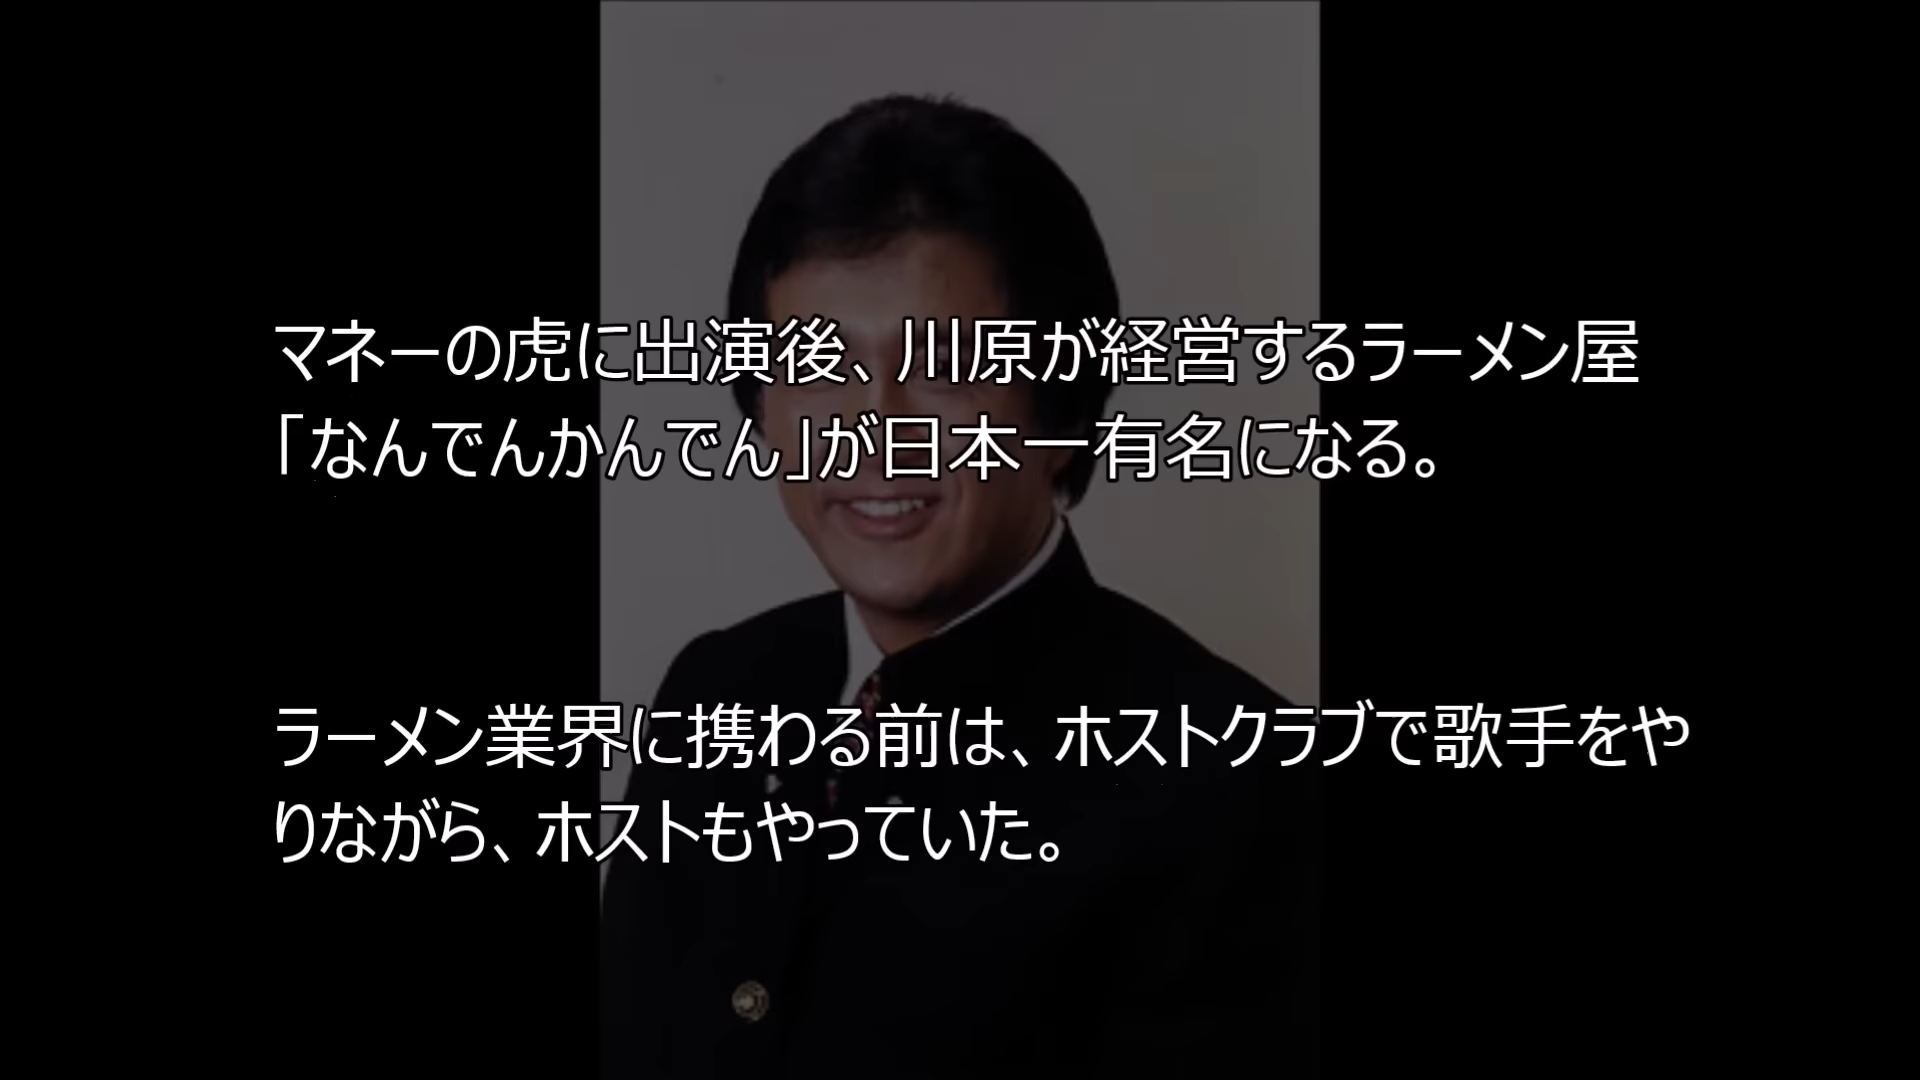 マネーの虎に出演後、川原が経営するラーメン屋
「なんでんかんでん」が日本一有名になる。
ラーメン業界に携わる前は、ホストクラブで歌手をや
りながら、ホストもやっていた。